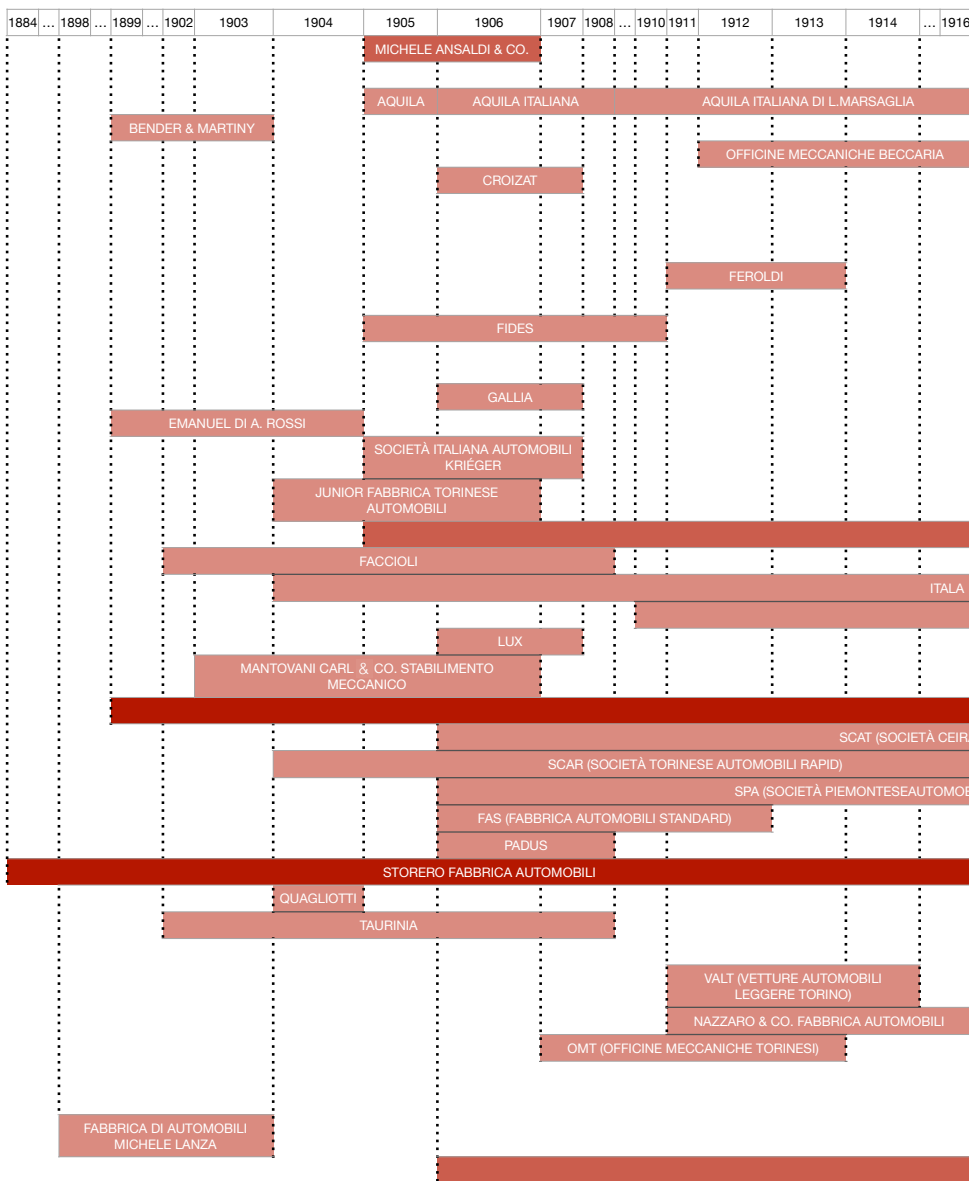 1884 ... 1898 ... 1899 ... 1902 1903 1904 1905 1906 1907 1908 ... 1910 1911 1912 1913 1914 ... 1916
MICHELE ANSALDI & CO.
AQUILA AQUILA ITALIANA AQUILA ITALIANA DI L.MARSAGLIA
BENDER & MARTINY
OFFICINE MECCANICHE BECCARIA
CROIZAT
FEROLDI
FIDES
GALLIA
EMANUEL DI A. ROSSI
SOCIETÀ ITALIANA AUTOMOBILI
KRIÉGER
JUNIOR FABBRICA TORINESE
AUTOMOBILI
FACCIOLI
ITALA
LUX
MANTOVANI CARL & CO. STABILIMENTO
MECCANICO
SCAT (SOCIETÀ CEIR
SCAR (SOCIETÀ TORINESE AUTOMOBILI RAPID)
SPA (SOCIETÀ PIEMONTESEAUTOMOB
FAS (FABBRICA AUTOMOBILI STANDARD)
PADUS
STORERO FABBRICA AUTOMOBILI
QUAGLIOTTI
TAURINIA
VALT (VETTURE AUTOMOBILI
LEGGERE TORINO)
NAZZARO & CO. FABBRICA AUTOMOBILI
OMT (OFFICINE MECCANICHE TORINESI)
FABBRICA DI AUTOMOBILI
MICHELE LANZA